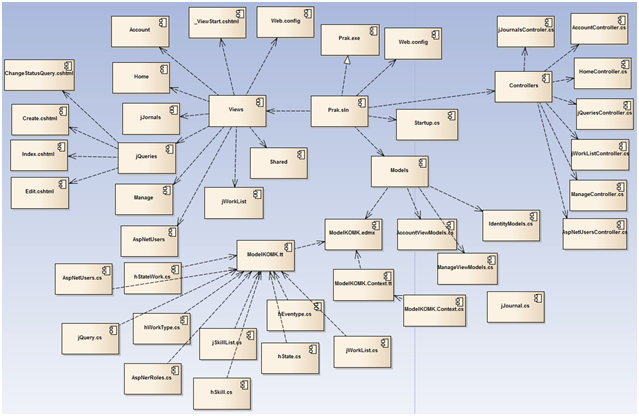 Account
_ViewStart.cshtml
Web.config
Prak.exe
Web.config
jJournalsControler.cs
AccountController.cs
ChangeStatusQuery.cshtml
Home
HomeController.cs
Controllers
Create.cshtml
jJornals
Views
Prak.sln
Startup.cs
jQueriesController.cs
Index.cshtml
jQueries
Shared
Models
jWorkListController.cs
Edit.cshtml
Manage
jWorkList
ManageController.cs
AspNetUsers
ModelKOMK.edmx
AccountViewModels.cs
IdentityModels.cs
AspNetUsersController.cs
AspNetUsers.cs
hStateWork.cs
ModelKOMK.tt
ManageViewModels.cs
ModelKOMK.Context.tt
jQuery.cs
hWorkType.cs
hEventype.cs
ModelKOMK.Context.cs
jJournal.cs
jSkillList.cs
jWorkList.cs
AspNerRoles.cs
hState.cs
hSkill.cs